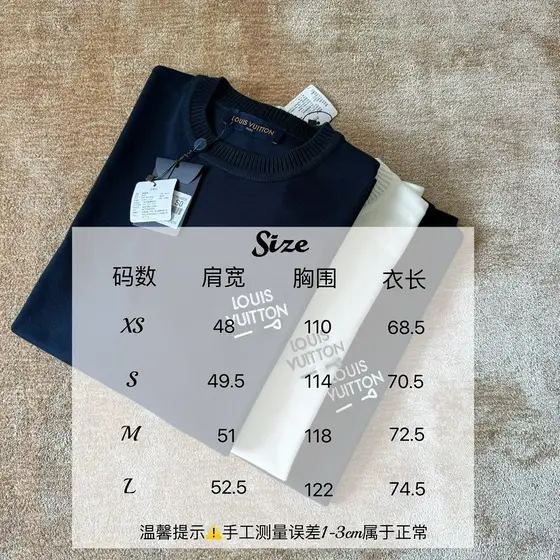 LOUIS VUITTON
Size
码数 肩宽 胸围 衣长
XS 48 110 68.5
S 49.5 114 70.5
M 51 118 72.5
L 52.5 122 74.5
LOUIS
VUITTON
LOUIS
VUITTON
LOUIS
VUITTON
温馨提示⚠️手工测量误差1-3cm属于正常